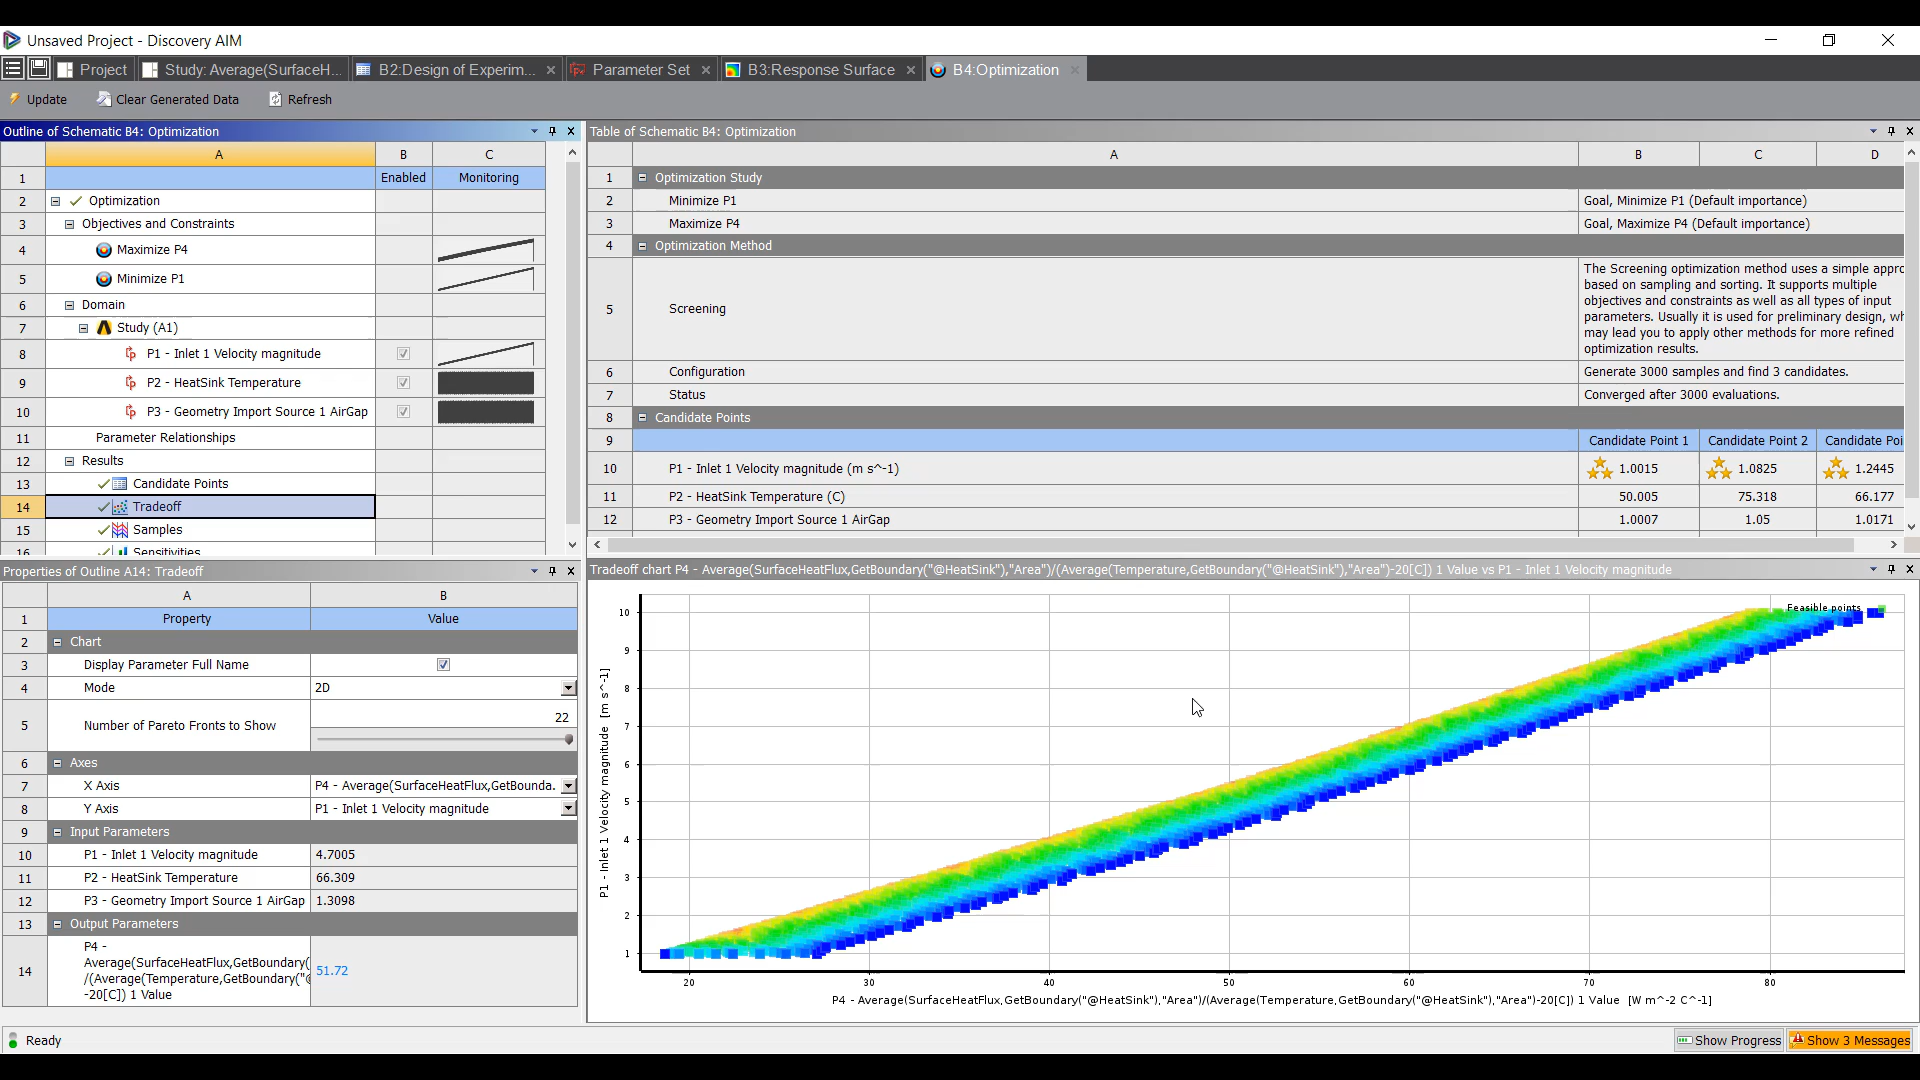 Unsaved Project - Discovery AIM
Project
Study: Average(SurfaceH...
B2:Design of Experim...
Parameter Set
B3:Response Surface
B4:Optimization
Update
Clear Generated Data
Refresh
Outline of Schematic B4: Optimization
A B C
1 Enabled Monitoring
2 Optimization
3 Objectives and Constraints
4 Maximize P4
5 Minimize P1
6 Domain
7 Study (A1)
8 P1 - Inlet 1 Velocity magnitude
9 P2 - HeatSink Temperature
10 P3 - Geometry Import Source 1 AirGap
11 Parameter Relationships
12 Results
13 Candidate Points
14 Tradeoff
15 Samples
16 Sensitivities
Table of Schematic B4: Optimization
A B C D
1 Optimization Study
2 Minimize P1 Goal, Minimize P1 (Default importance)
3 Maximize P4 Goal, Maximize P4 (Default importance)
4 Optimization Method
5 Screening
The Screening optimization method uses a simple appro
based on sampling and sorting. It supports multiple
objectives and constraints as well as all types of input
parameters. Usually it is used for preliminary design, wh
may lead you to apply other methods for more refined
optimization results.
6 Configuration Generate 3000 samples and find 3 candidates.
7 Status Converged after 3000 evaluations.
8 Candidate Points
9 Candidate Point 1 Candidate Point 2 Candidate Poi
10 P1 - Inlet 1 Velocity magnitude (m s^-1) 1.0015 1.0825 1.2445
11 P2 - HeatSink Temperature (C) 50.005 75.318 66.177
12 P3 - Geometry Import Source 1 AirGap 1.0007 1.05 1.0171
Properties of Outline A14: Tradeoff
A B
1 Property Value
2 Chart
3 Display Parameter Full Name
4 Mode 2D
5 Number of Pareto Fronts to Show 22
6 Axes
7 X Axis P4 - Average(SurfaceHeatFlux,GetBounda.
8 Y Axis P1 - Inlet 1 Velocity magnitude
9 Input Parameters
10 P1 - Inlet 1 Velocity magnitude 4.7005
11 P2 - HeatSink Temperature 66.309
12 P3 - Geometry Import Source 1 AirGap 1.3098
13 Output Parameters
14
P4 -
Average(SurfaceHeatFlux,GetBoundary(
/(Average(Temperature,GetBoundary("@
-20[C]) 1 Value
51.72
Tradeoff chart P4 - Average(SurfaceHeatFlux,GetBoundary("@HeatSink"),"Area")/(Average(Temperature,GetBoundary("@HeatSink"),"Area")-20[C]) 1 Value vs P1 - Inlet 1 Velocity magnitude
Feasible points
P1 - Inlet 1 Velocity magnitude [m s^-1]
10
9
8
7
6
5
4
3
2
1
20 30 40 50 60 70 80
P4 - Average(SurfaceHeatFlux,GetBoundary("@HeatSink"),"Area")/(Average(Temperature,GetBoundary("@HeatSink"),"Area")-20[C]) 1 Value [W m^-2 C^-1]
Ready
Show Progress
Show 3 Messages